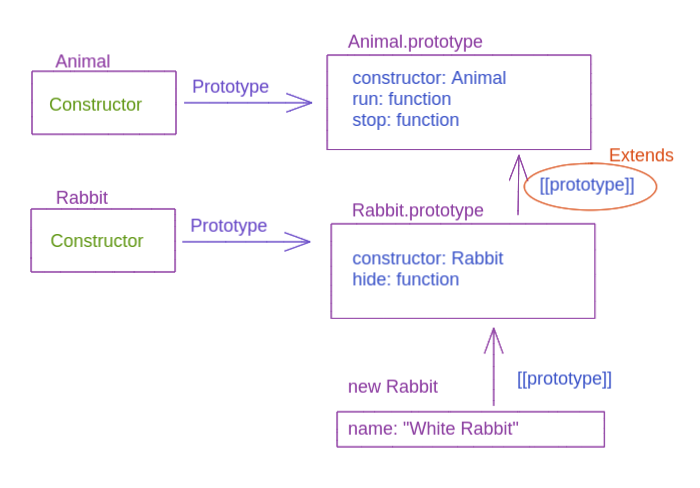 Animal.prototype
Animal
Constructor
Prototype
constructor: Animal
run: function
stop: function
Extends
[[prototype]]
Rabbit
Constructor
Prototype
Rabbit.prototype
constructor: Rabbit
hide: function
new Rabbit
[[prototype]]
name: "White Rabbit"